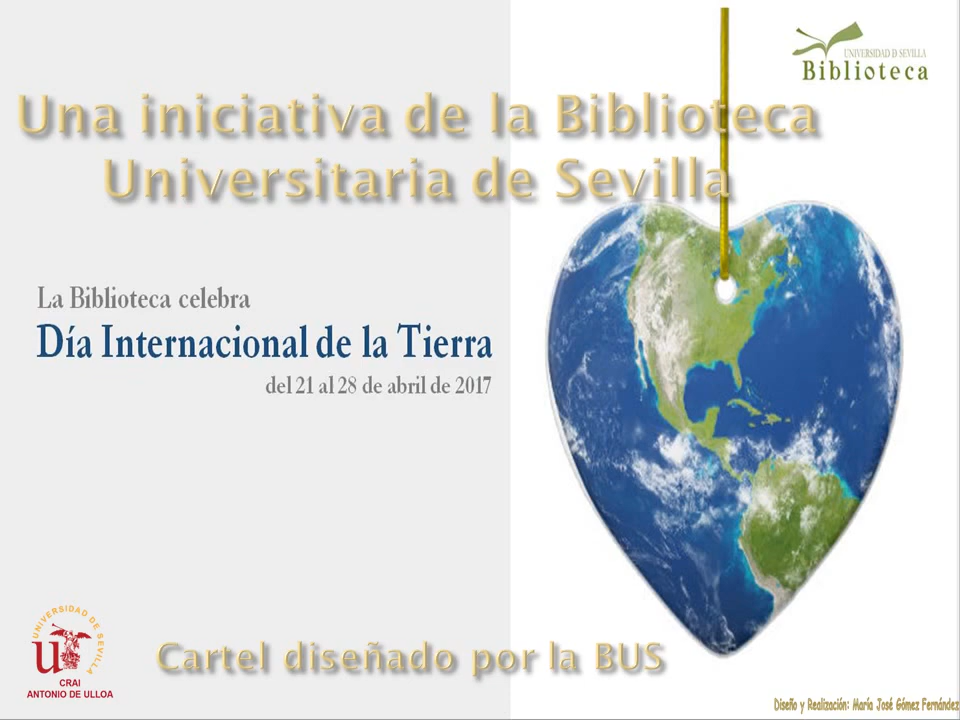 UNIVERSIDAD D SEVILLA
Biblioteca
Una iniciativa de la Biblioteca
Universitaria de Sevilla
La Biblioteca celebra
Día Internacional de la Tierra
del 21 al 28 de abril de 2017
UNIVERSIDAD DE SEVILLA
CRAI
ANTONIO DE ULLOA
Cartel diseñado por la BUS
Diseño y Realización: María José Gómez Fernández